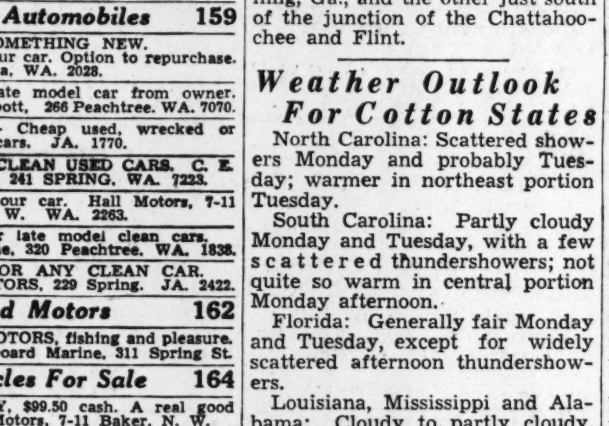 Automobiles 159
OMETHING NEW.
ur car. Option to repurchase.
a, WA. 2028.
ate model car from owner.
ott, 266 Peachtree. WA. 7070.
- Cheap used, wrecked or
cars. JA. 1770.
CLEAN USED CARS. C. E.
241 SPRING. WA. 7223.
our car. Hall Motors, 7-11
W. WA. 2263.
r late model clean cars.
e, 320 Peachtree. WA. 1838.
OR ANY CLEAN CAR.
TORS, 229 Spring. JA. 2422.
d Motors 162
OTORS, fishing and pleasure.
oard Marine, 311 Spring St.
cles For Sale 164
Y, $99.50 cash. A real good
Motors, 7-11 Baker, N. W.
ning, Ga., and the other just south
of the junction of the Chattahoo-
chee and Flint.
Weather Outlook
For Cotton States
North Carolina: Scattered show-
ers Monday and probably Tues-
day; warmer in northeast portion
Tuesday.
South Carolina: Partly cloudy
Monday and Tuesday, with a few
scattered thundershowers; not
quite so warm in central portion
Monday afternoon.
Florida: Generally fair Monday
and Tuesday, except for widely
scattered afternoon thundershow-
ers.
Louisiana, Mississippi and Ala-
bama: Cloudy to partly cloudy